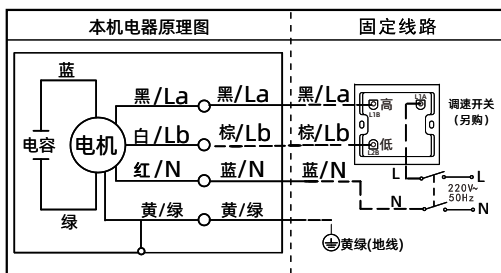 本机电器原理图
固定线路
蓝
电容
电机
绿
黑/La
黑/La
黑/La
白/Lb
棕/Lb
棕/Lb
红/N
蓝/N
蓝/N
黄/绿
黄/绿
高
L1B
L1A
低
L2B
调速开关
(另购)
L
L
N
N
220V~
50Hz
黄绿(地线)